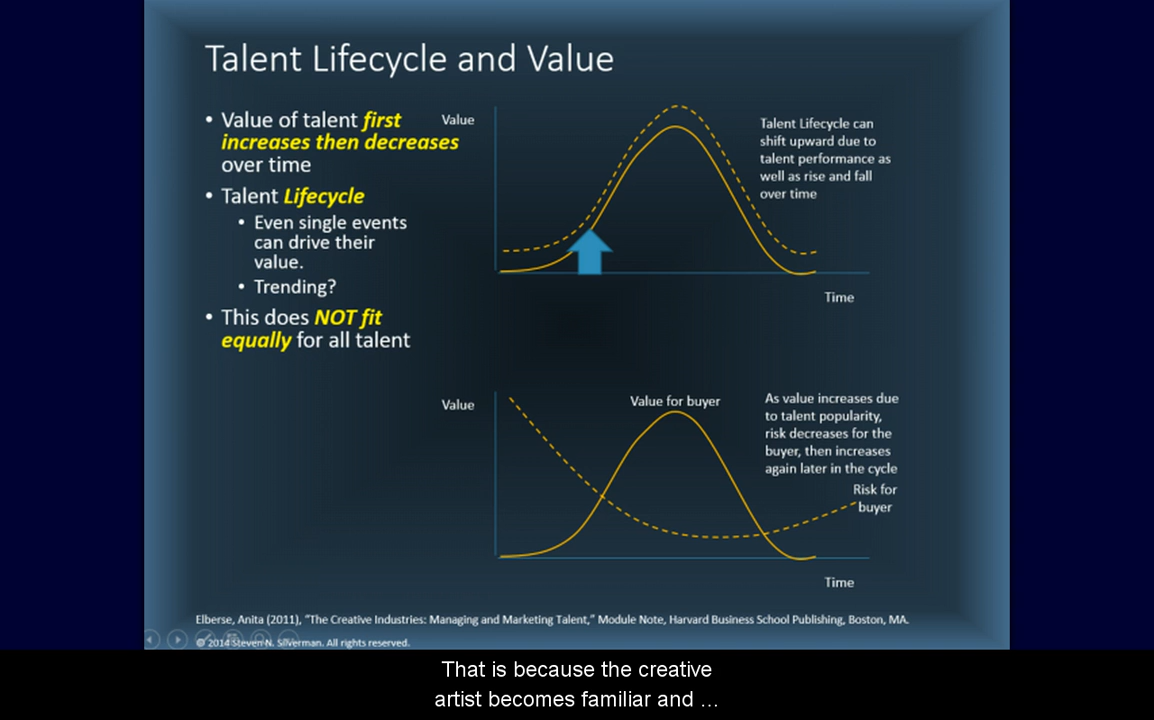 Talent Lifecycle and Value
• Value of talent first
increases then decreases
over time
• Talent Lifecycle
• Even single events
can drive their
value.
• Trending?
• This does NOT fit
equally for all talent
Value
Talent Lifecycle can
shift upward due to
talent performance as
well as rise and fall
over time
Time
Value
Value for buyer
As value increases due
to talent popularity,
risk decreases for the
buyer, then increases
again later in the cycle
Risk for
buyer
Time
Elberse, Anita (2011), "The Creative Industries: Managing and Marketing Talent," Module Note, Harvard Business School Publishing, Boston, MA.
© 2014 Steven N. Silverman. All rights reserved.
That is because the creative
artist becomes familiar and ...